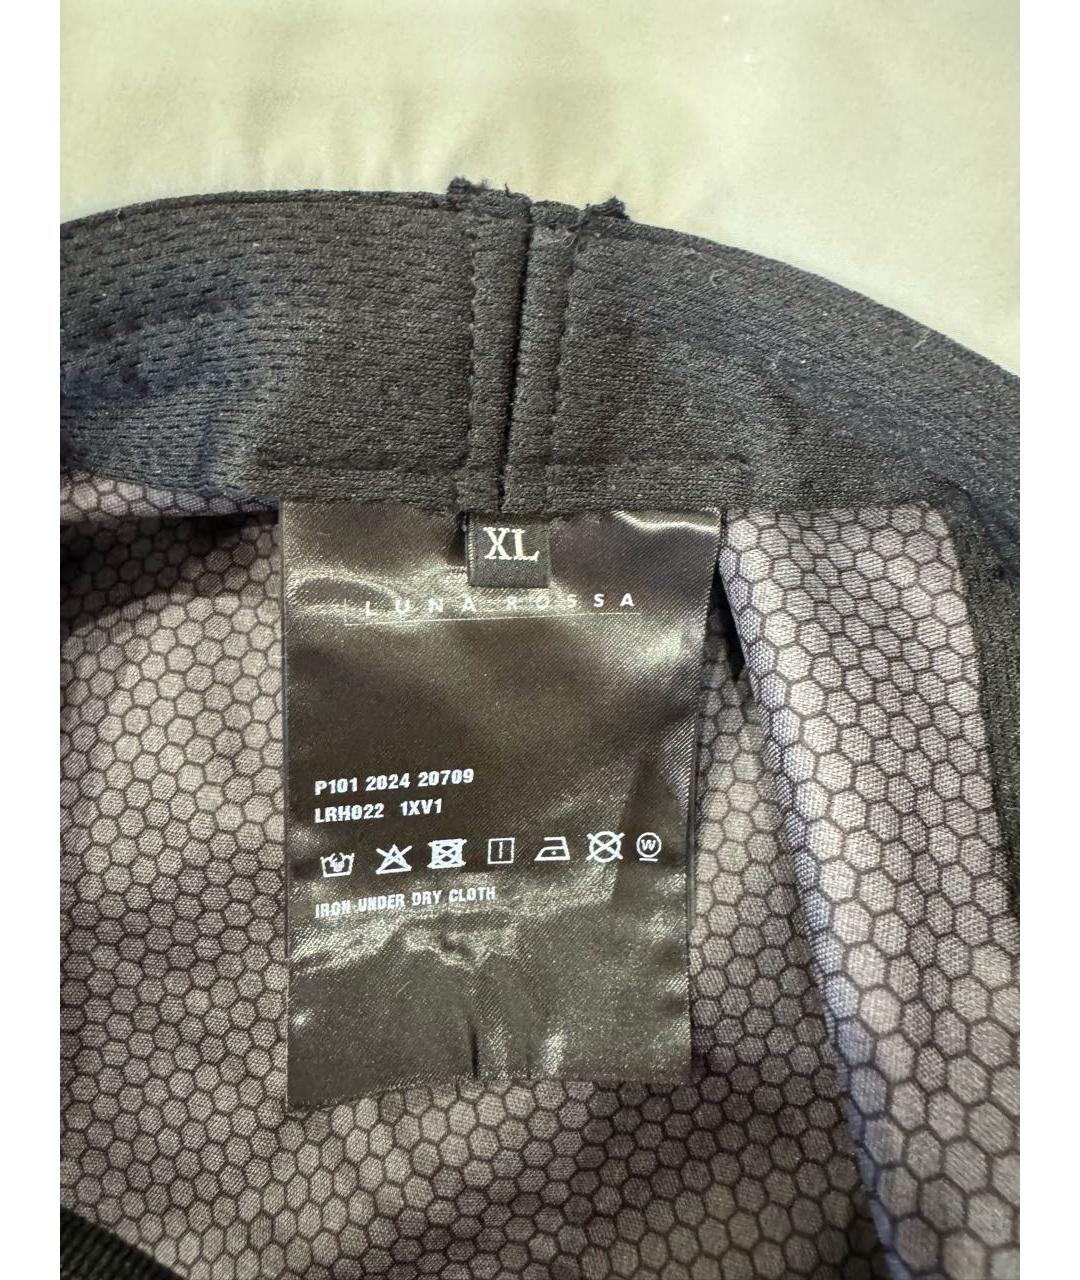 XL
LUNA ROSSA
P101 2024 20709
LRH022 1XV1
W
IRON UNDER DRY CLOTH